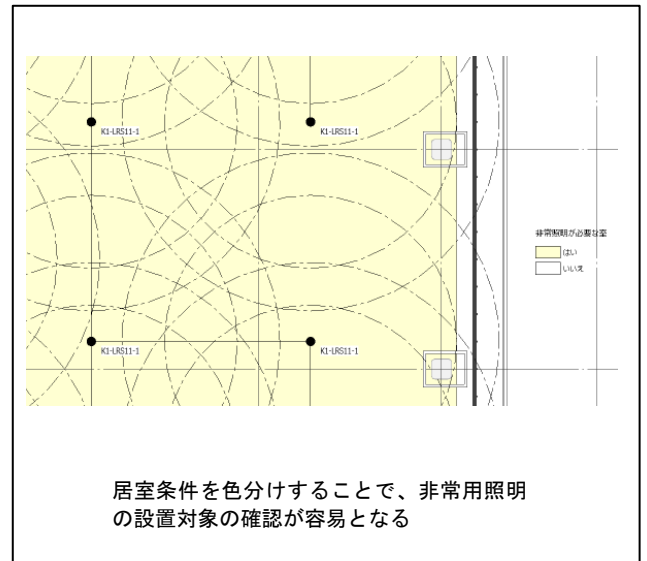 K1-LRS11-1
K1-LRS11-1
非常照明が必要な室
はい
いいえ
K1-LRS11-1
K1-LRS11-1
居室条件を色分けすることで、非常用照明
の設置対象の確認が容易となる